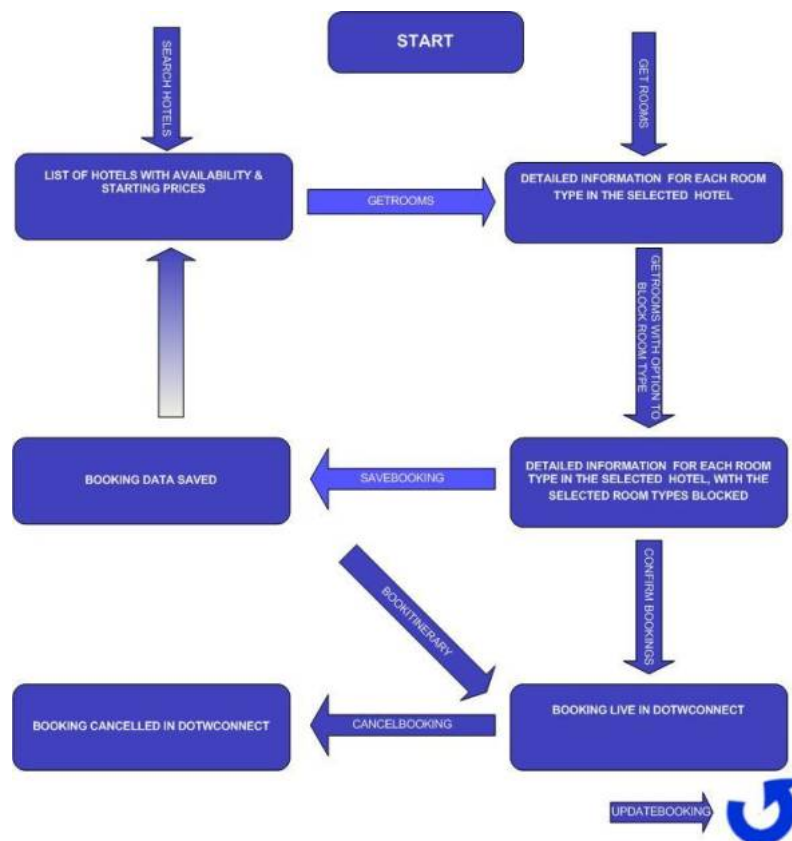 START
SEARCH HOTELS
GET ROOMS
LIST OF HOTELS WITH AVAILABILITY &
STARTING PRICES
GETROOMS
DETAILED INFORMATION FOR EACH ROOM
TYPE IN THE SELECTED HOTEL
GETROOMS WITH OPTION TO
BLOCK ROOM TYPE
BOOKING DATA SAVED
SAVEBOOKING
DETAILED INFORMATION FOR EACH ROOM
TYPE IN THE SELECTED HOTEL, WITH THE
SELECTED ROOM TYPES BLOCKED
BOOKITINERARY
CONFIRM BOOKINGS
BOOKING CANCELLED IN DOTWCONNECT
CANCELBOOKING
BOOKING LIVE IN DOTWCONNECT
UPDATEBOOKING